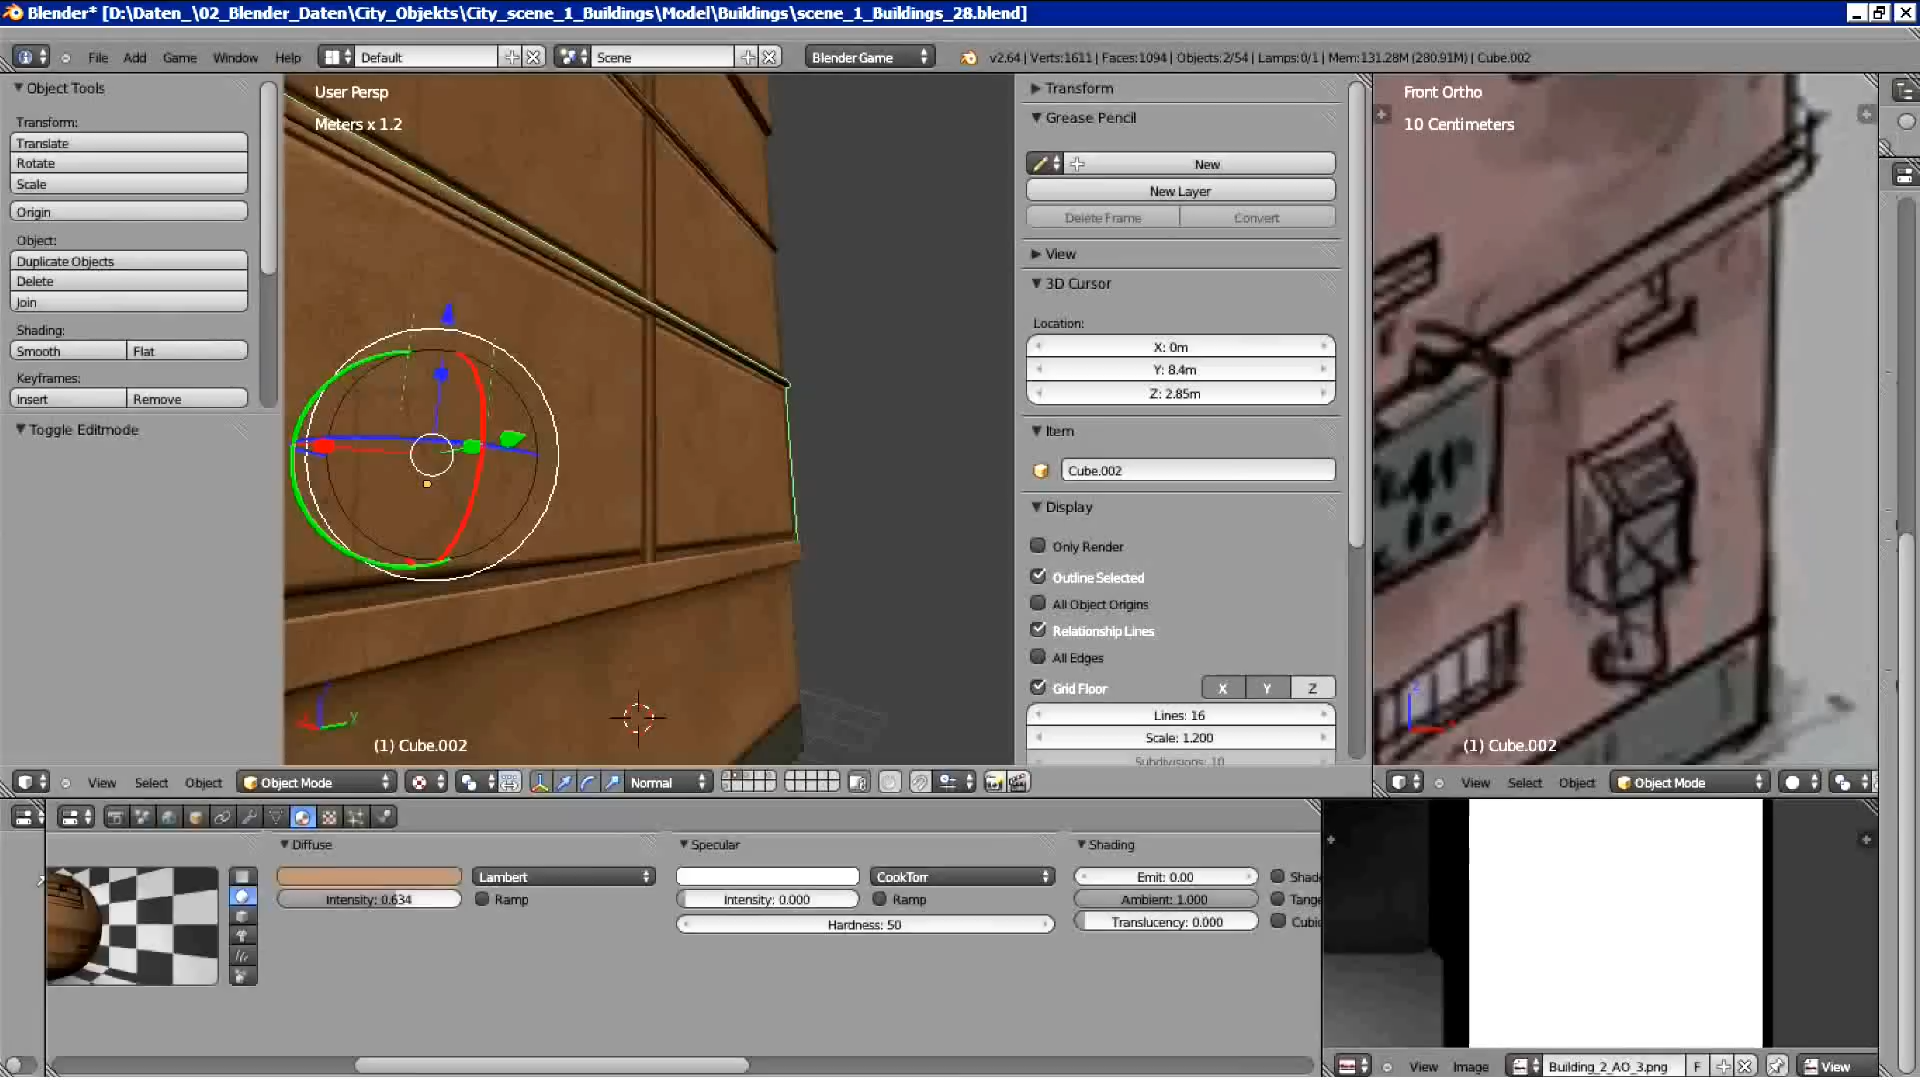 Blender* [D:\Daten_\02_Blender_Daten\City_Objekts\City_scene_1_Buildings\Model\Buildings\scene_1_Buildings_28.blend]
File Add Game Window Help Default Scene Blender Game v2.64 | Verts:1611 | Faces:1094 | Objects:2/54 | Lamps:0/1 | Mem:131.28M (280.91M) | Cube.002
Object Tools
Transform:
Translate
Rotate
Scale
Origin
Object:
Duplicate Objects
Delete
Join
Shading:
Smooth Flat
Keyframes:
Insert Remove
Toggle Editmode
User Persp
Meters x 1.2
(1) Cube.002
Transform
Grease Pencil
New
New Layer
Delete Frame Convert
View
3D Cursor
Location:
X: 0m
Y: 8.4m
Z: 2.85m
Item
Cube.002
Display
Only Render
Outline Selected
All Object Origins
Relationship Lines
All Edges
Grid Floor X Y Z
Lines: 16
Scale: 1.200
Subdivisions: 10
Front Ortho
10 Centimeters
(1) Cube.002
View Select Object Object Mode Normal
View Select Object Object Mode
Diffuse
Lambert
Intensity: 0.634 Ramp
Specular
CookTorr
Intensity: 0.000 Ramp
Hardness: 50
Shading
Emit: 0.00 Shade
Ambient: 1.000 Tange
Translucency: 0.000 Cubic
View Image Building_2_AO_3.png F View